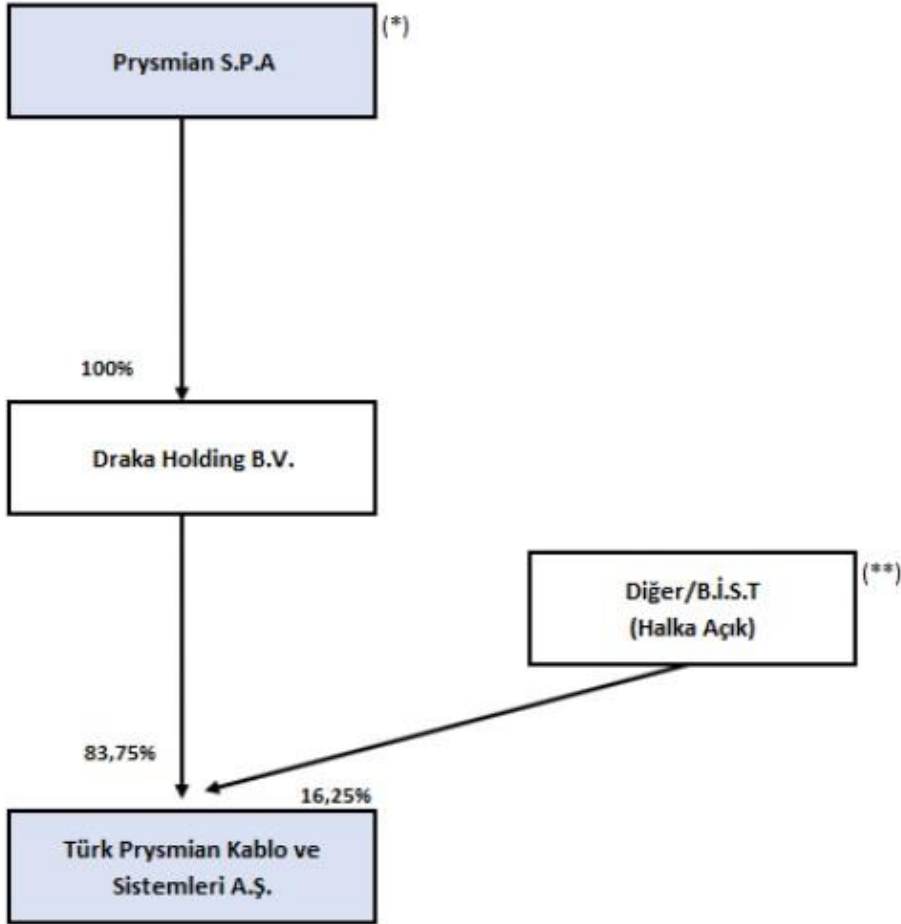 Prysmian S.P.A
(*)
100%
Draka Holding B.V.
Diğer/B.İ.S.T
(Halka Açık)
(**)
83,75%
16,25%
Türk Prysmian Kablo ve
Sistemleri A.Ş.